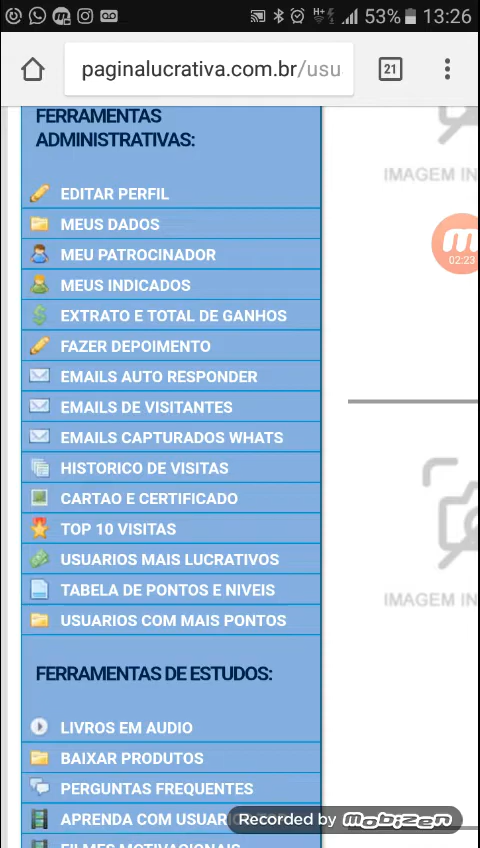 53% 13:26
paginalucrativa.com.br/usu
21
FERRAMENTAS
ADMINISTRATIVAS:
IMAGEM IN
EDITAR PERFIL
MEUS DADOS
MEU PATROCINADOR
02:23
MEUS INDICADOS
EXTRATO E TOTAL DE GANHOS
FAZER DEPOIMENTO
EMAILS AUTO RESPONDER
EMAILS DE VISITANTES
EMAILS CAPTURADOS WHATS
HISTORICO DE VISITAS
CARTAO E CERTIFICADO
TOP 10 VISITAS
USUARIOS MAIS LUCRATIVOS
TABELA DE PONTOS E NIVEIS
IMAGEM IN
USUARIOS COM MAIS PONTOS
FERRAMENTAS DE ESTUDOS:
LIVROS EM AUDIO
BAIXAR PRODUTOS
PERGUNTAS FREQUENTES
APRENDA COM USUARI
Recorded by mobizen
FILMES MOTIVACIONAIS